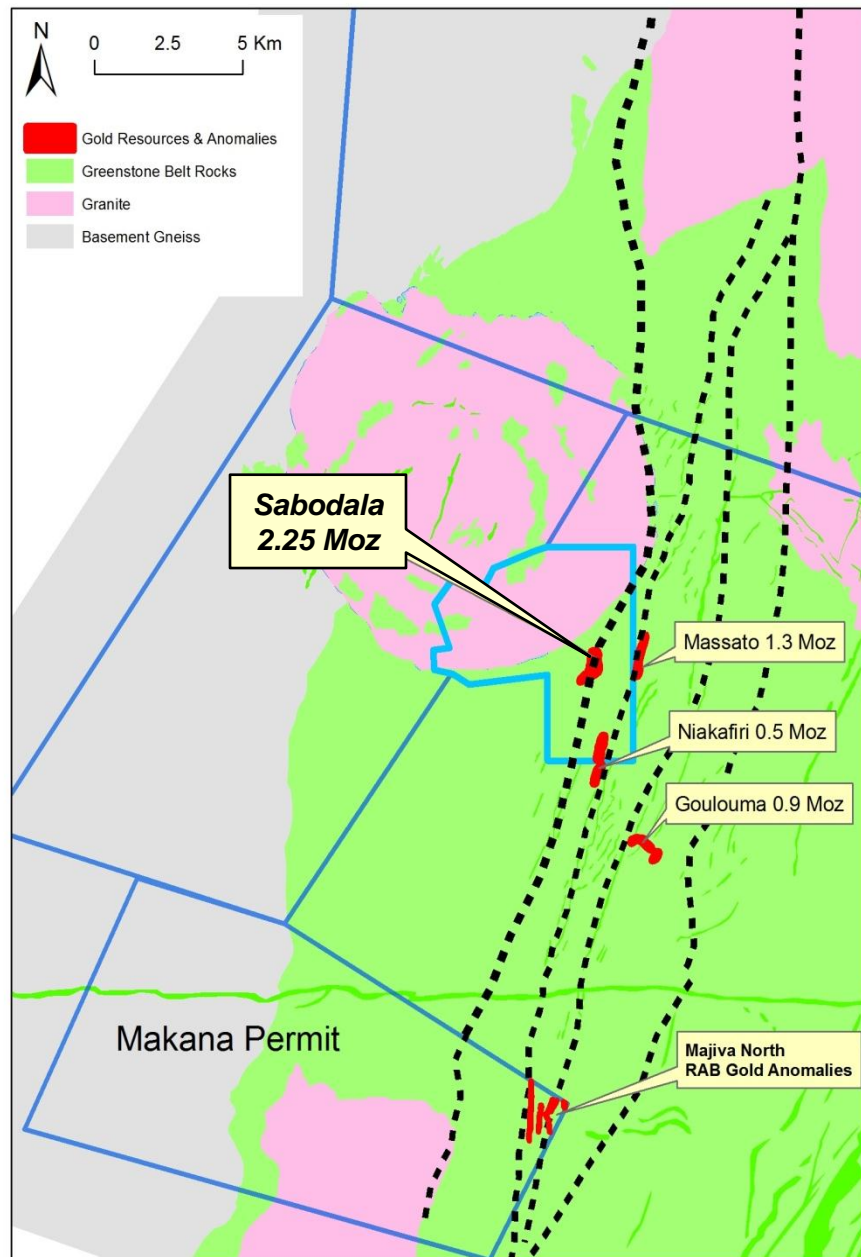 N
0 2.5 5 Km
Gold Resources & Anomalies
Greenstone Belt Rocks
Granite
Basement Gneiss
Sabodala
2.25 Moz
Massato 1.3 Moz
Niakafiri 0.5 Moz
Goulouma 0.9 Moz
Makana Permit
Majiva North
RAB Gold Anomalies